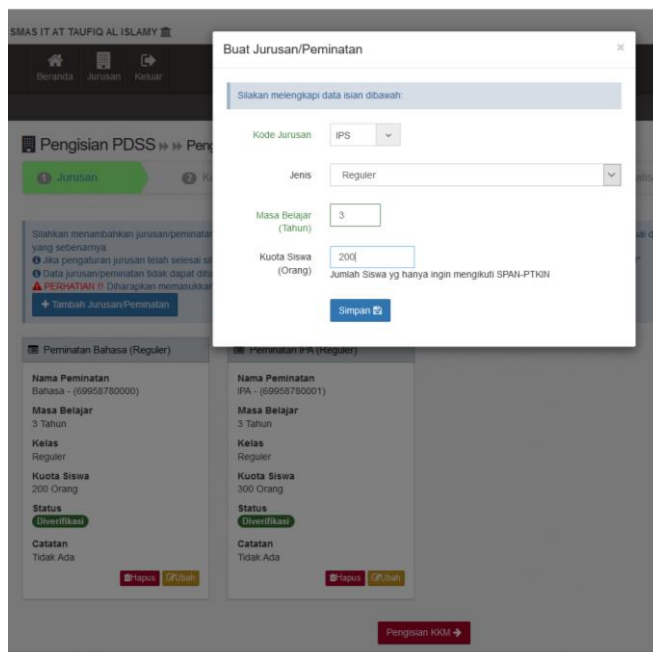 SMAS IT AT TAUFIQ AL ISLAMY
Beranda Jurusan Keluar
Buat Jurusan/Peminatan
×
Silakan melengkapi data isian dibawah:
Kode Jurusan IPS
Jenis Reguler
Masa Belajar (Tahun) 3
Kuota Siswa (Orang) 200
Jumlah Siswa yg hanya ingin mengikuti SPAN-PTKIN
Simpan
Pengisian PDSS » »
1 Jurusan 2
Silahkan menambahkan jurusan/peminatan
yang sebenarnya.
Jika pengaturan jurusan telah selesai
Data jurusan/peminatan tidak dapat
PERHATIAN !! Diharapkan memasukkan
+ Tambah Jurusan/Peminatan
Peminatan Bahasa (Reguler)
Nama Peminatan
Bahasa - (69958780000)
Masa Belajar
3 Tahun
Kelas
Reguler
Kuota Siswa
200 Orang
Status
Diverifikasi
Catatan
Tidak Ada
Hapus Ubah
Peminatan IPA (Reguler)
Nama Peminatan
IPA - (69958780001)
Masa Belajar
3 Tahun
Kelas
Reguler
Kuota Siswa
300 Orang
Status
Diverifikasi
Catatan
Tidak Ada
Hapus Ubah
Pengisian KKM →